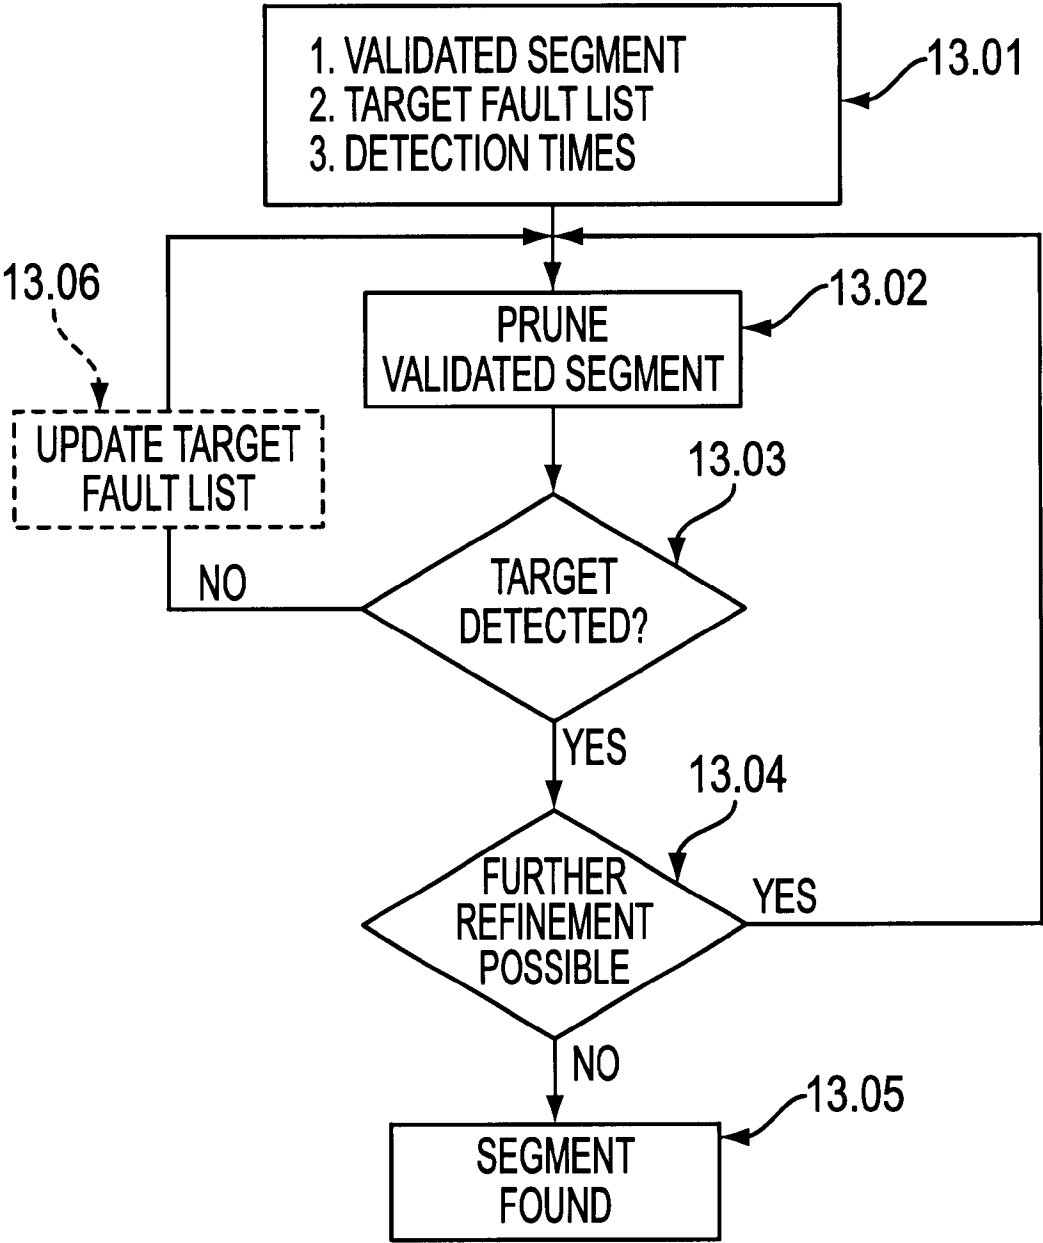 1. VALIDATED SEGMENT
2. TARGET FAULT LIST
3. DETECTION TIMES
13.01
13.06
13.02
PRUNE
VALIDATED SEGMENT
UPDATE TARGET
FAULT LIST
13.03
NO
TARGET
DETECTED?
YES
13.04
FURTHER
REFINEMENT
POSSIBLE
YES
NO
13.05
SEGMENT
FOUND